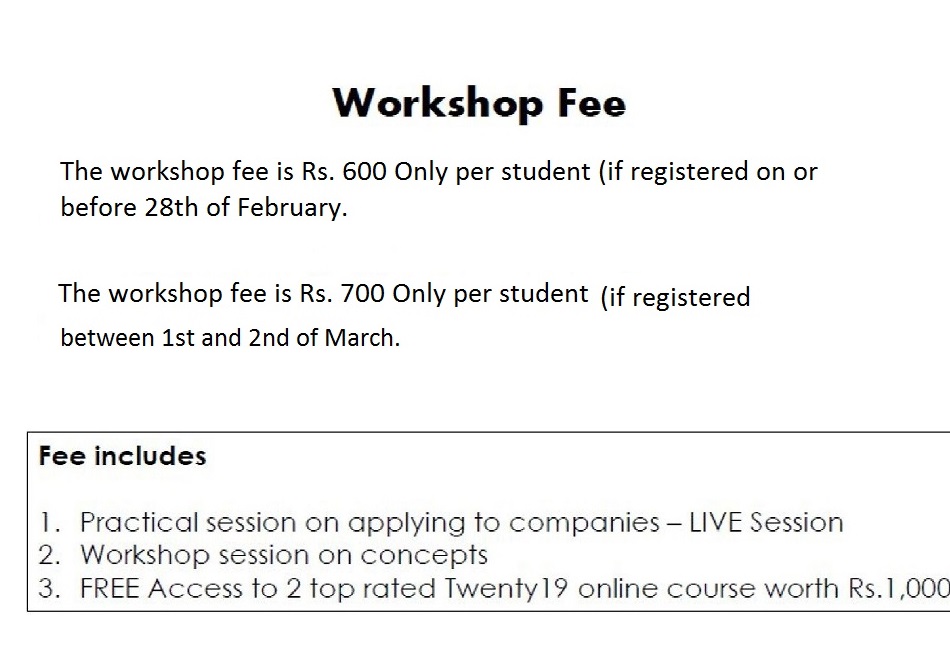 Workshop Fee
The workshop fee is Rs. 600 Only per student (if registered on or
before 28th of February.
The workshop fee is Rs. 700 Only per student (if registered
between 1st and 2nd of March.
Fee includes
1. Practical session on applying to companies – LIVE Session
2. Workshop session on concepts
3. FREE Access to 2 top rated Twenty19 online course worth Rs.1,000